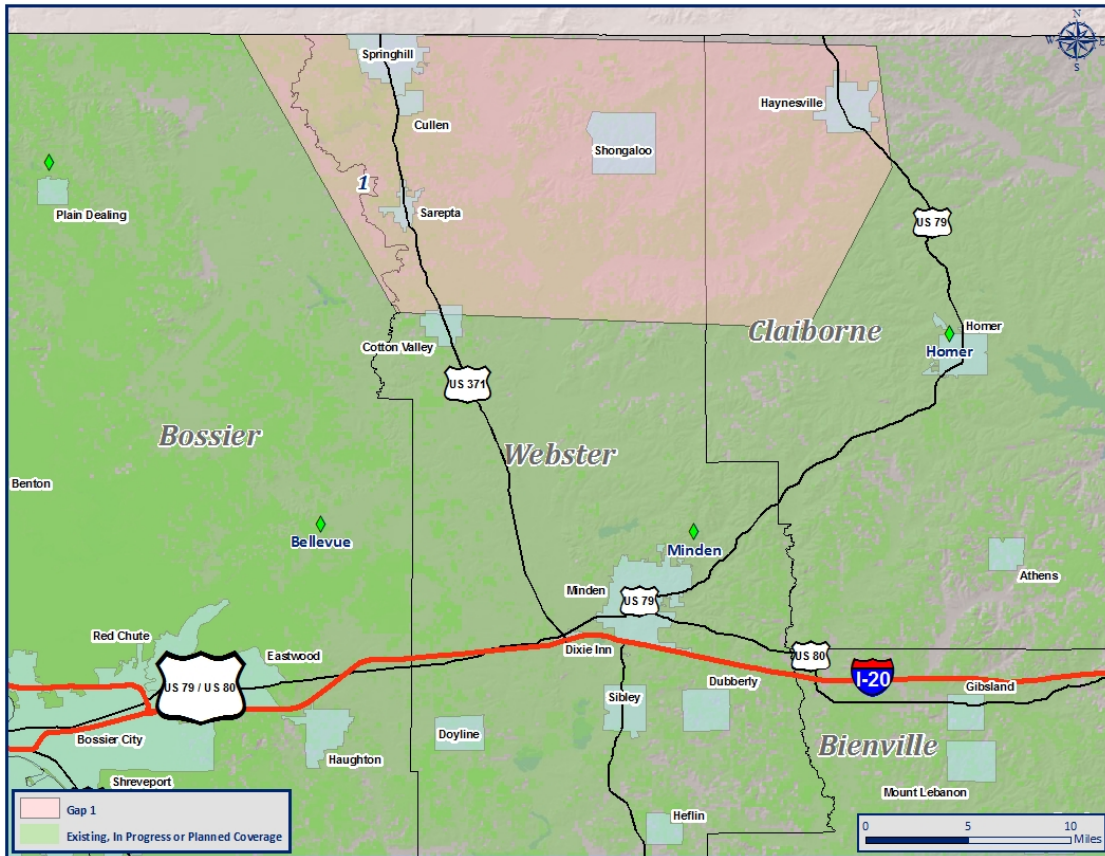 N
W E
S
Springhill
Haynesville
Cullen
Shongaloo
Plain Dealing
1
Sarepta
US 79
Claiborne
Homer
Homer
Cotton Valley
US 371
Bossier
Webster
Benton
Bellevue
Minden
Athens
Minden
US 79
Red Chute
Eastwood
Dixie Inn
US 80
US 79 / US 80
I-20
Gibsland
Sibley
Dubberly
Bossier City
Doyline
Haughton
Bienville
Shreveport
Mount Lebanon
Heflin
Gap 1
Existing, In Progress or Planned Coverage
0 5 10
Miles